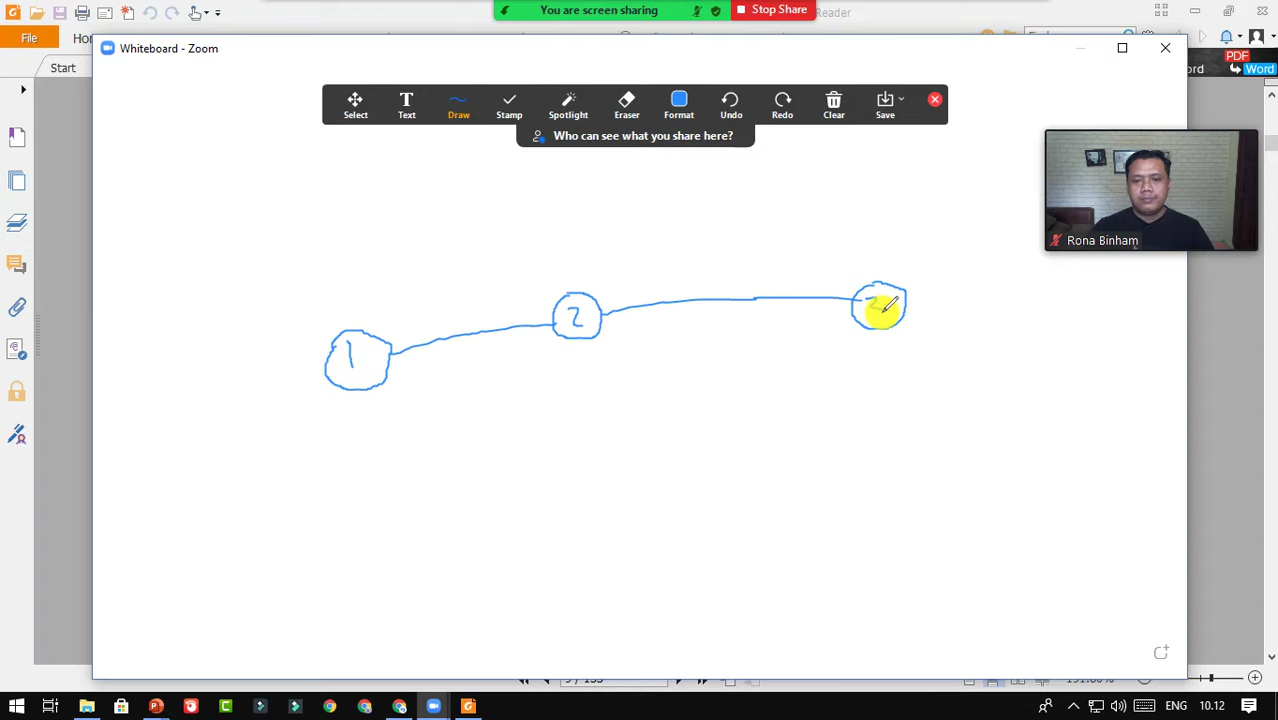 You are screen sharing
Stop Share
Reader
File
Start
Whiteboard - Zoom
PDF
Word
Select
Text
Draw
Stamp
Spotlight
Eraser
Format
Undo
Redo
Clear
Save
Who can see what you share here?
Rona Binham
1
2
ENG
10.12